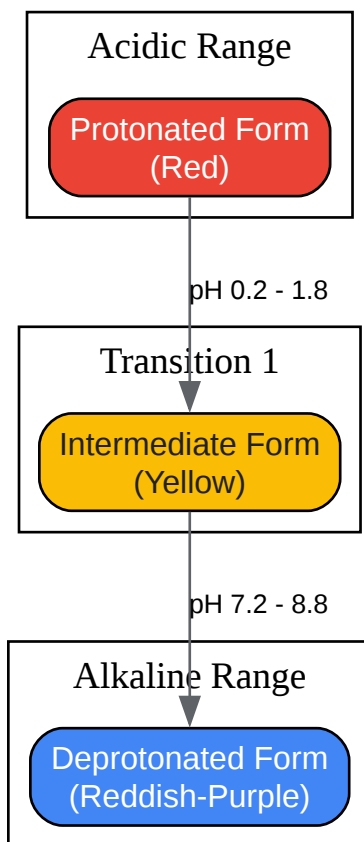 Acidic Range
Protonated Form
(Red)
pH 0.2 - 1.8
Transition 1
Intermediate Form
(Yellow)
pH 7.2 - 8.8
Alkaline Range
Deprotonated Form
(Reddish-Purple)